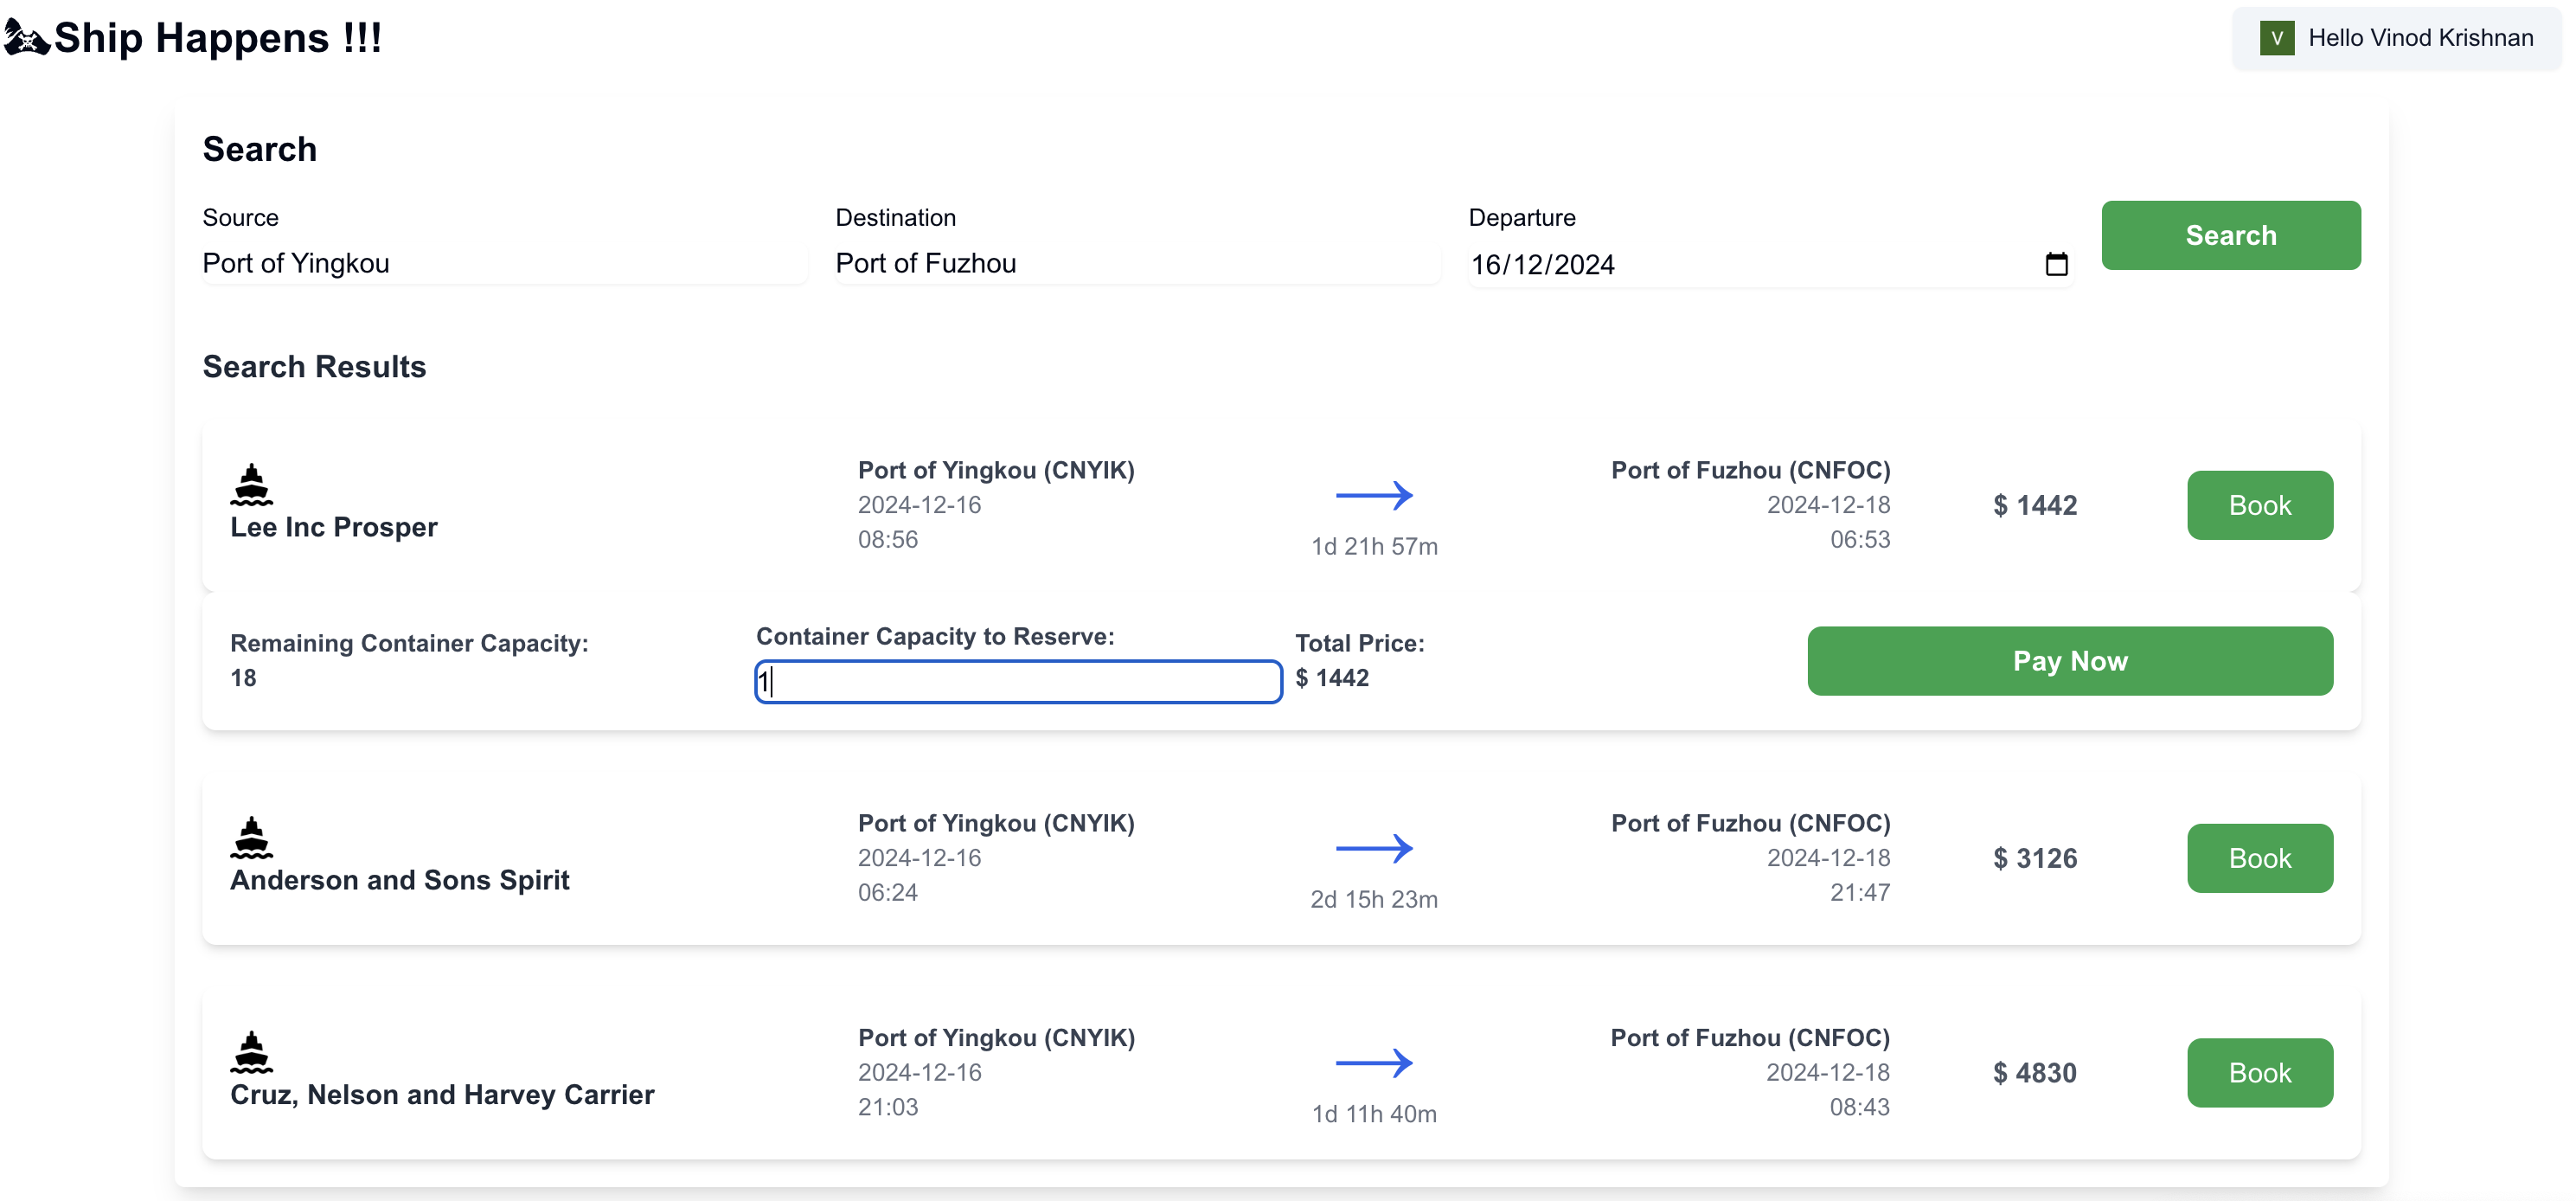 Ship Happens !!!
V Hello Vinod Krishnan
Search
Source
Port of Yingkou
Destination
Port of Fuzhou
Departure
16/12/2024
Search
Search Results
Lee Inc Prosper
Port of Yingkou (CNYIK)
2024-12-16
08:56
1d 21h 57m
Port of Fuzhou (CNFOC)
2024-12-18
06:53
$ 1442
Book
Remaining Container Capacity:
18
Container Capacity to Reserve:
1
Total Price:
$ 1442
Pay Now
Anderson and Sons Spirit
Port of Yingkou (CNYIK)
2024-12-16
06:24
2d 15h 23m
Port of Fuzhou (CNFOC)
2024-12-18
21:47
$ 3126
Book
Cruz, Nelson and Harvey Carrier
Port of Yingkou (CNYIK)
2024-12-16
21:03
1d 11h 40m
Port of Fuzhou (CNFOC)
2024-12-18
08:43
$ 4830
Book